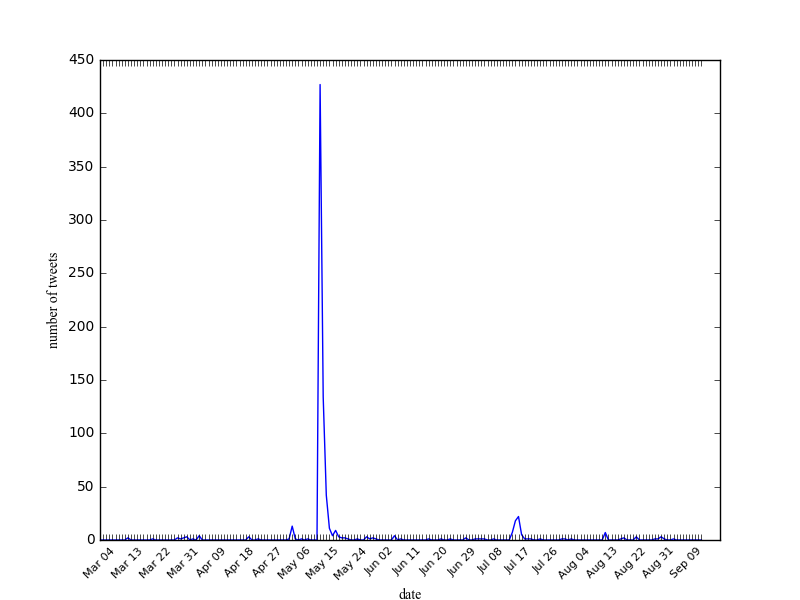 450
400
350
300
250
200
150
100
50
0
number of tweets
Mar 04
Mar 13
Mar 22
Mar 31
Apr 09
Apr 18
Apr 27
May 06
May 15
May 24
Jun 02
Jun 11
Jun 20
Jun 29
Jul 08
Jul 17
Jul 26
Aug 04
Aug 13
Aug 22
Aug 31
Sep 09
date